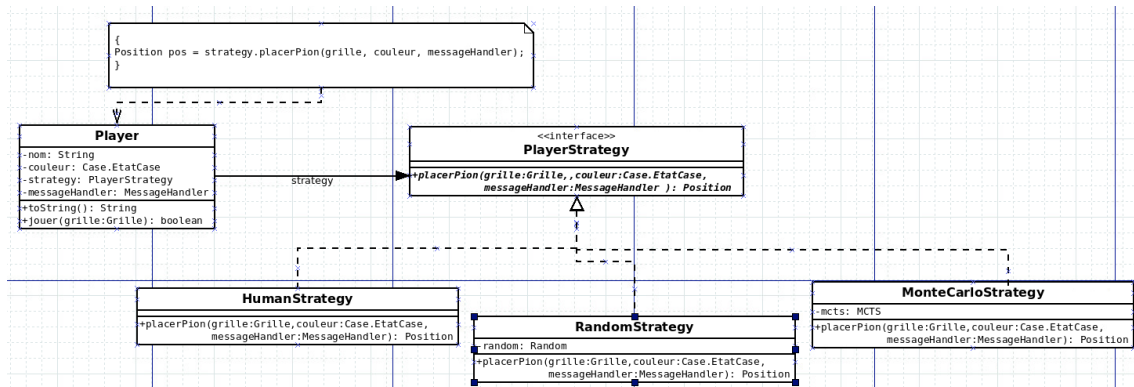 {
Position pos = strategy.placerPion(grille, couleur, messageHandler);
}
Player
-nom: String
-couleur: Case.EtatCase
-strategy: PlayerStrategy
-messageHandler: MessageHandler
+toString(): String
+jouer(grille:Grille): boolean
strategy
<<interface>>
PlayerStrategy
+placerPion(grille:Grille,,couleur:Case.EtatCase,
messageHandler:MessageHandler ): Position
HumanStrategy
+placerPion(grille:Grille,couleur:Case.EtatCase,
messageHandler:MessageHandler): Position
RandomStrategy
-random: Random
+placerPion(grille:Grille,couleur:Case.EtatCase,
messageHandler:MessageHandler): Position
MonteCarloStrategy
-mcts: MCTS
+placerPion(grille:Grille,couleur:Case.EtatCase,
messageHandler:MessageHandler): Position